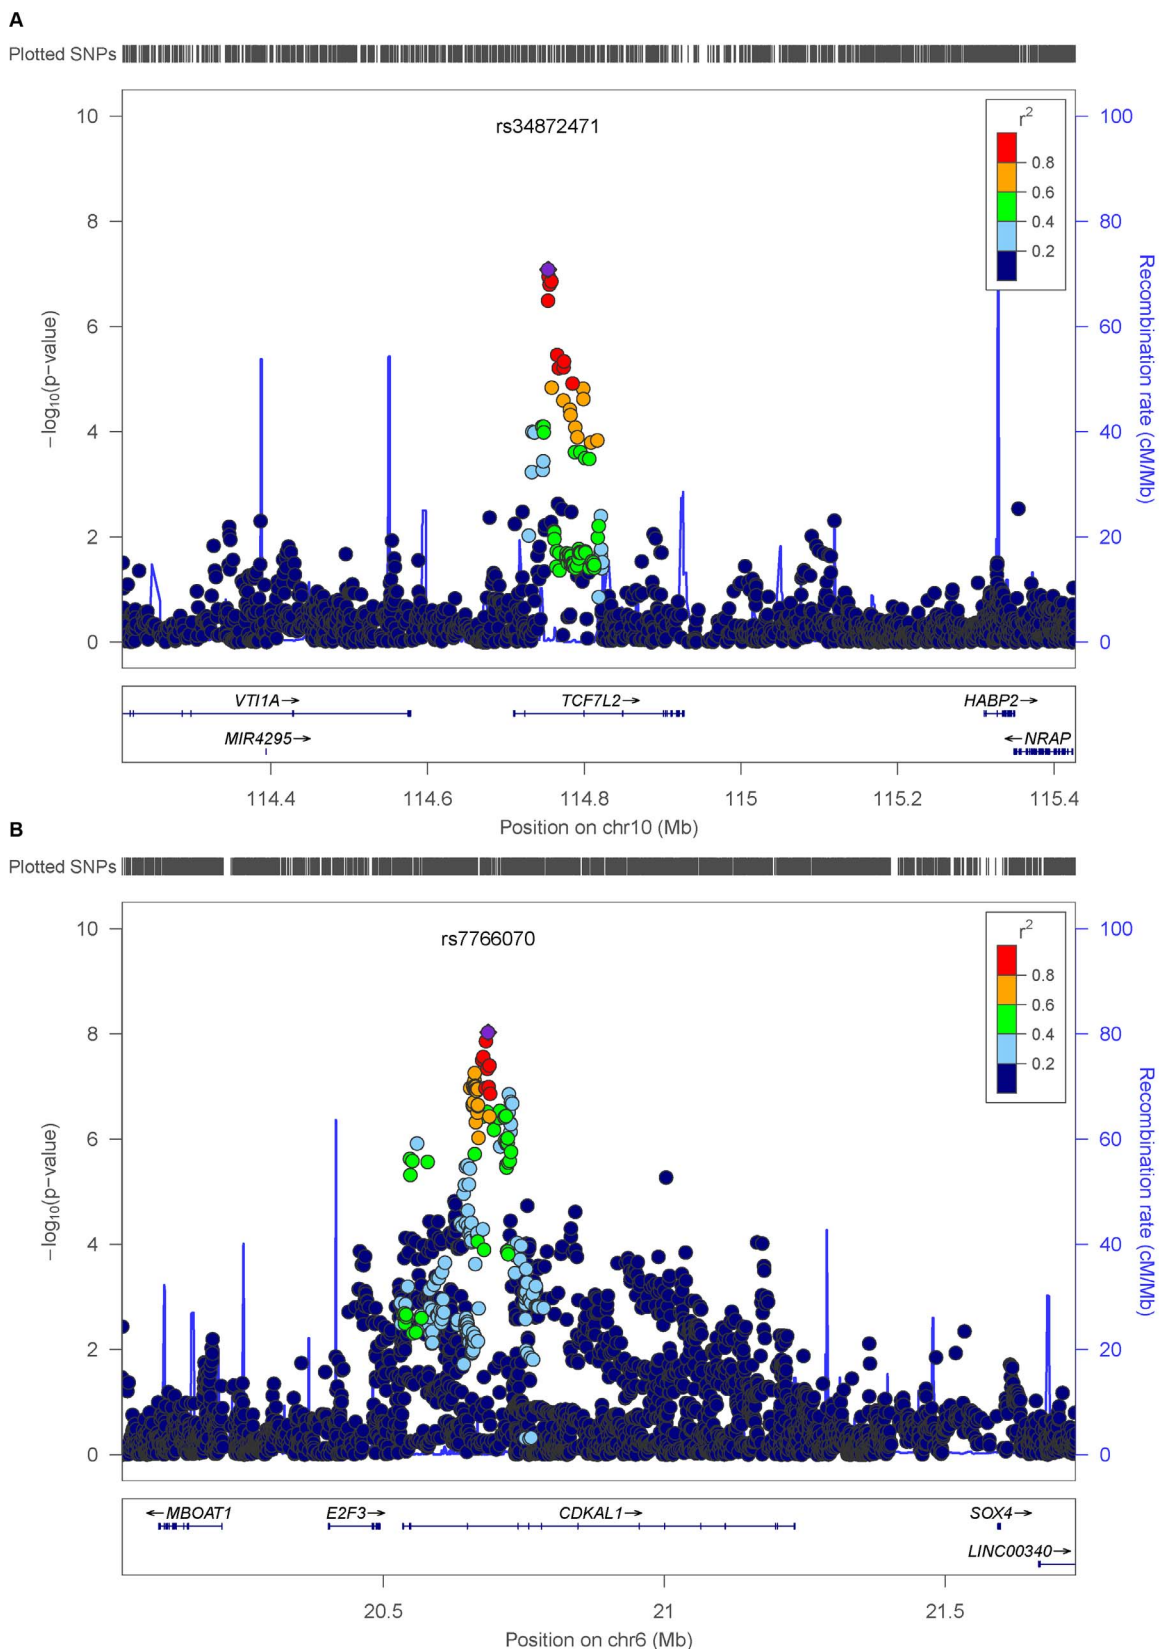 A
Plotted SNPs
rs34872471
10
8
6
4
2
0
−log10(p−value)
r2
0.8
0.6
0.4
0.2
100
80
60
40
20
0
Recombination rate (cM/Mb)
VTI1A→ TCF7L2→ HABP2→
MIR4295→ ←NRAP
114.4 114.6 114.8 115 115.2 115.4
Position on chr10 (Mb)
B
Plotted SNPs
rs7766070
10
8
6
4
2
0
−log10(p−value)
r2
0.8
0.6
0.4
0.2
100
80
60
40
20
0
Recombination rate (cM/Mb)
←MBOAT1 E2F3→ CDKAL1→ SOX4→
LINC00340→
20.5 21 21.5
Position on chr6 (Mb)